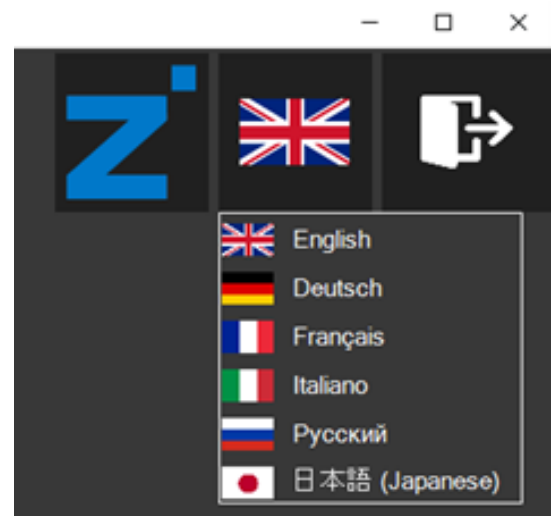 Z
English
Deutsch
Français
Italiano
Русский
日本語 (Japanese)